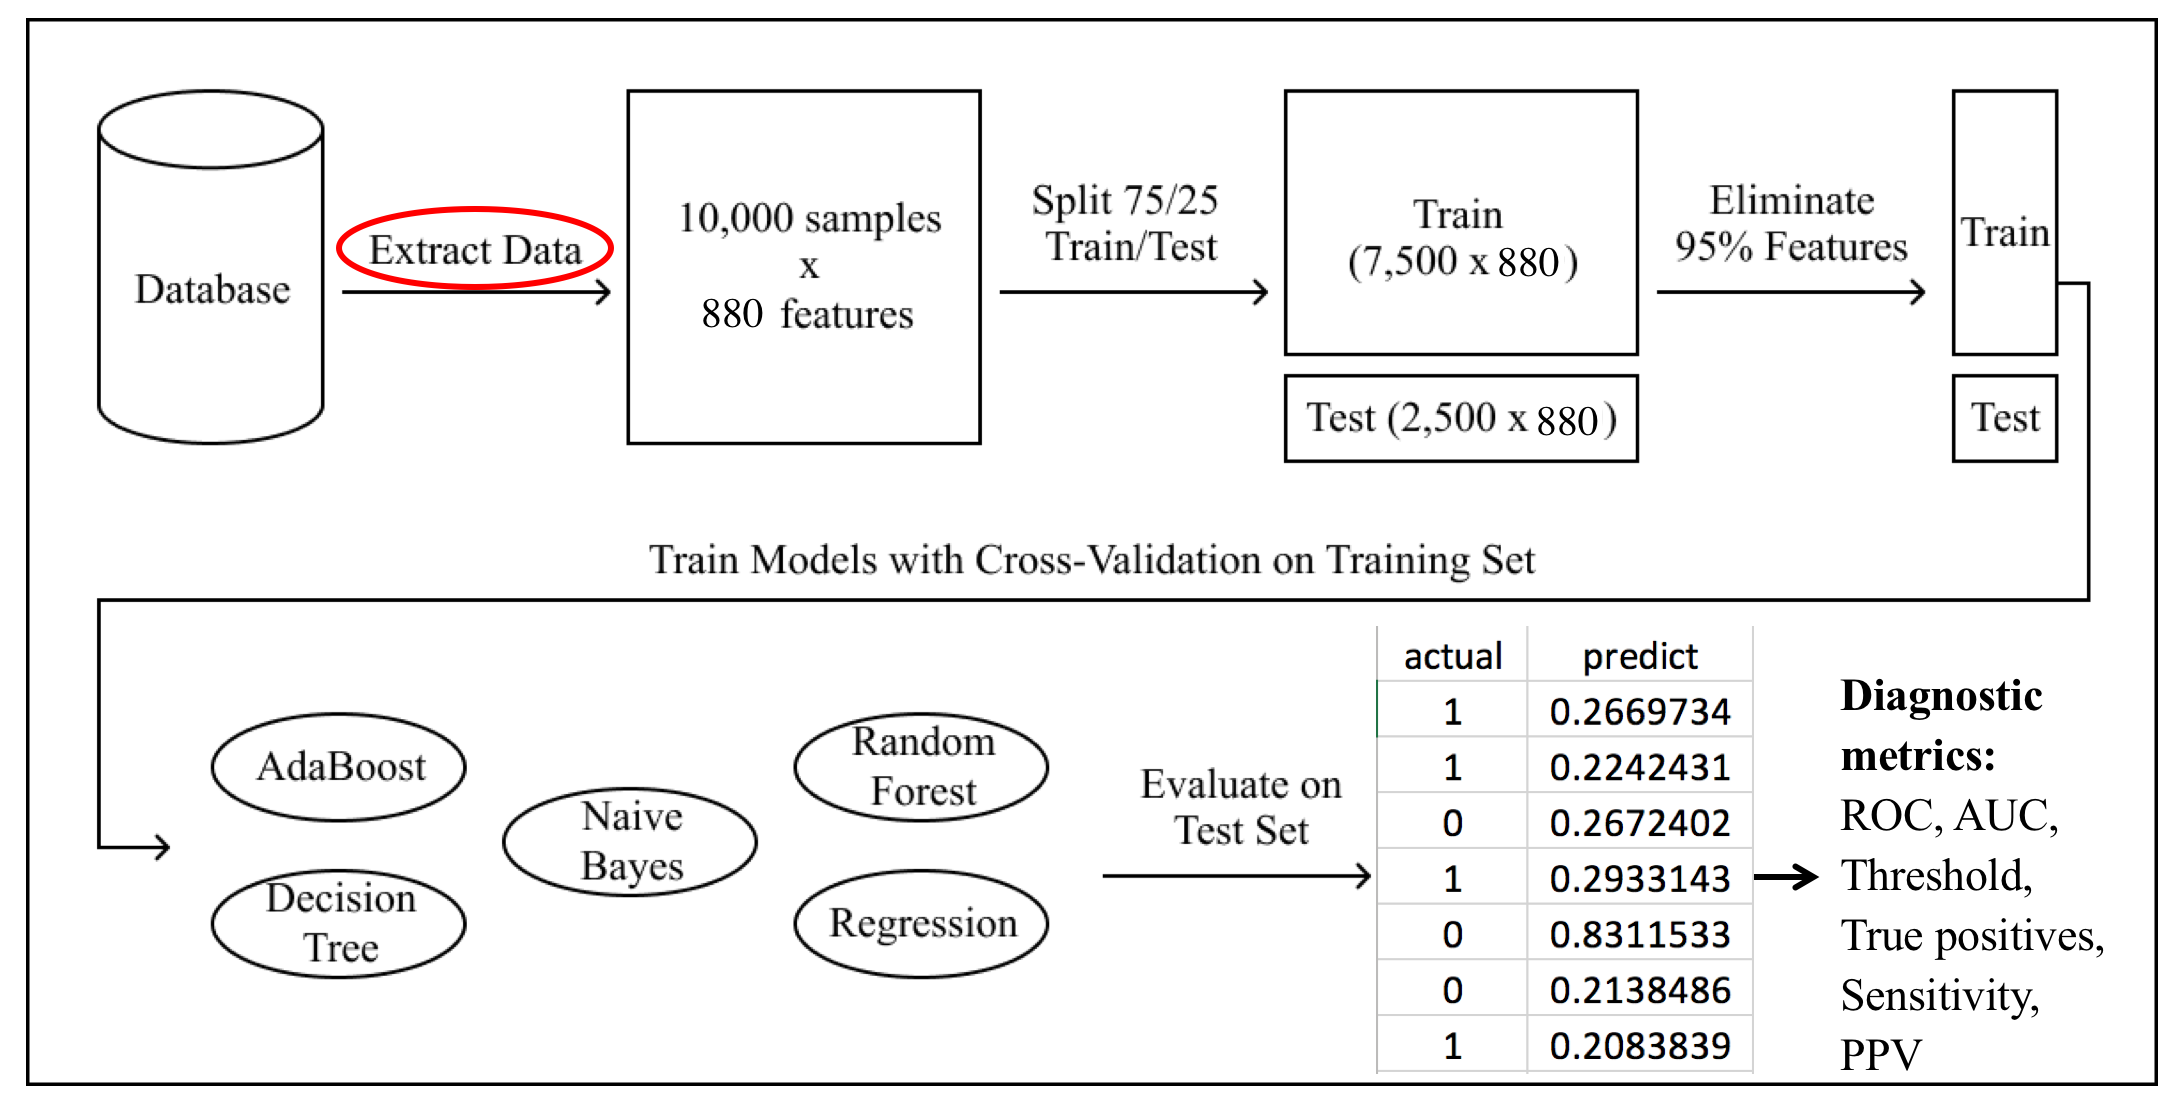 Database
Extract Data
10,000 samples
x
880 features
Split 75/25
Train/Test
Train
(7,500 x 880)
Test (2,500 x 880)
Eliminate
95% Features
Train
Test
Train Models with Cross-Validation on Training Set
AdaBoost
Decision
Tree
Naive
Bayes
Random
Forest
Regression
Evaluate on
Test Set
actual predict
1 0.2669734
1 0.2242431
0 0.2672402
1 0.2933143
0 0.8311533
0 0.2138486
1 0.2083839
Diagnostic
metrics:
ROC, AUC,
Threshold,
True positives,
Sensitivity,
PPV